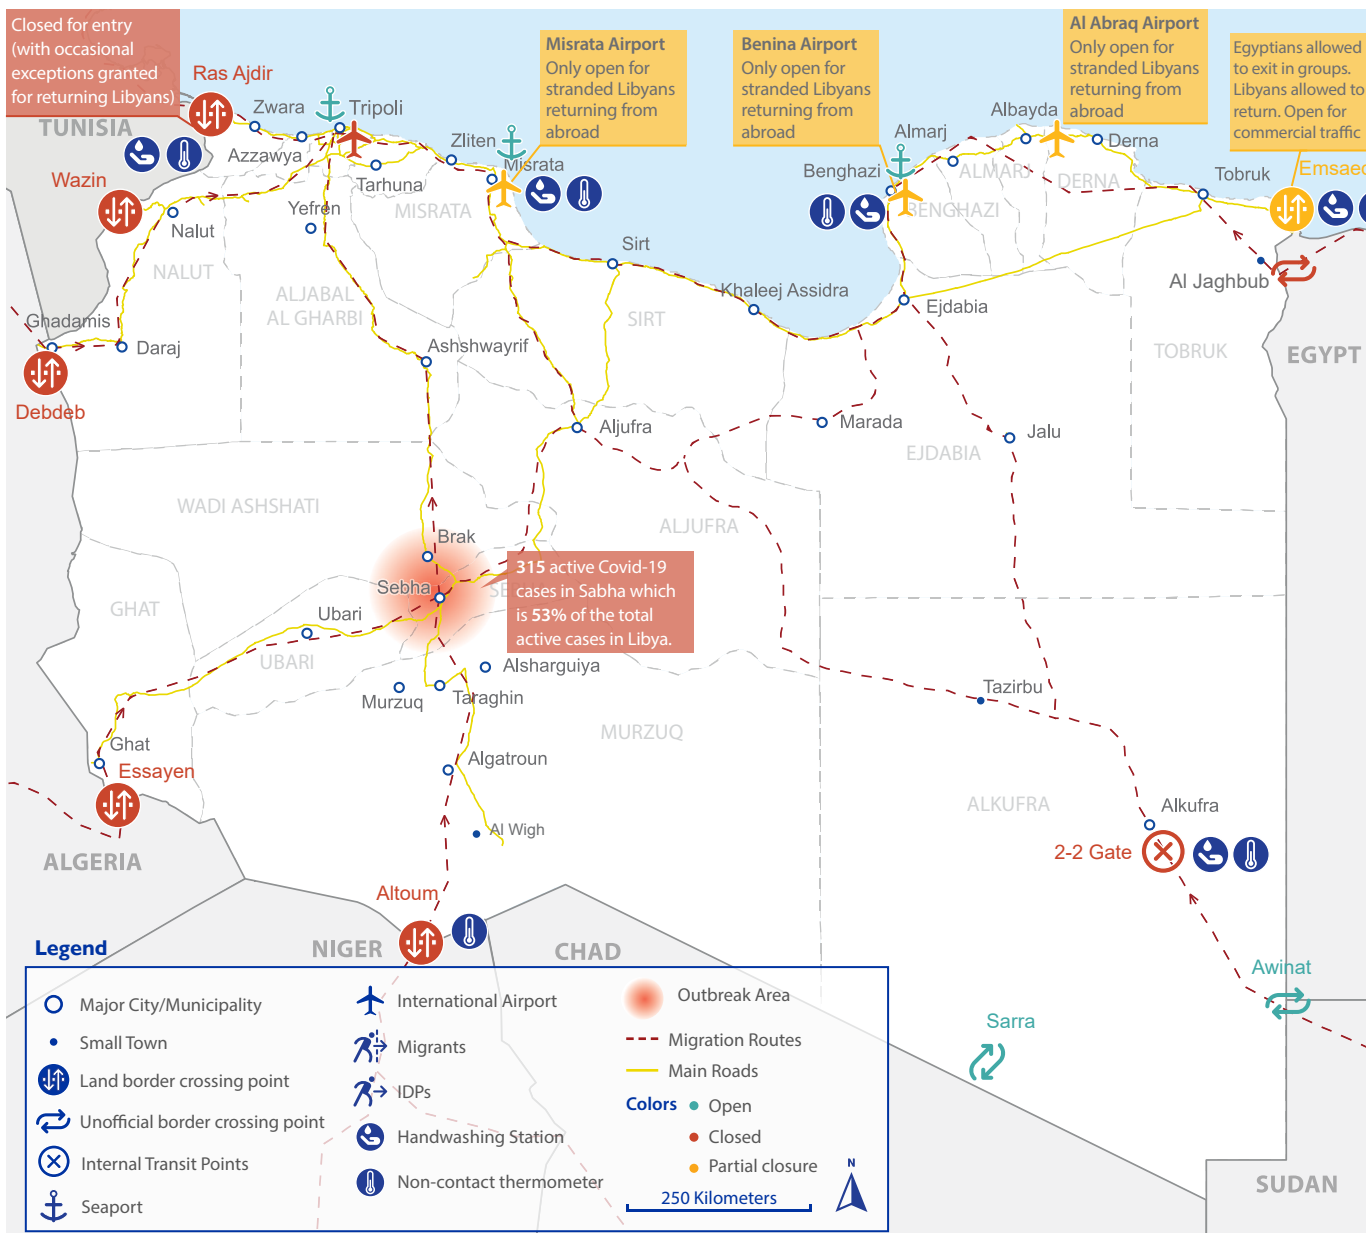 Closed for entry
(with occasional
exceptions granted
for returning Libyans)
Misrata Airport
Only open for
stranded Libyans
returning from
abroad
Benina Airport
Only open for
stranded Libyans
returning from
abroad
Al Abraq Airport
Only open for
stranded Libyans
returning from
abroad
Egyptians allowed
to exit in groups.
Libyans allowed to
return. Open for
commercial traffic
Ras Ajdir
TUNISIA
Zwara
Tripoli
Azzawya
Zliten
Misrata
Tarhuna
Wazin
Nalut
Yefren
MISRATA
NALUT
ALJABAL
AL GHARBI
Albayda
Almarj
Derna
Benghazi
ALMARJ
DERNA
BENGHAZI
Tobruk
Emsaed
Al Jaghbub
Sirt
Khaleej Assidra
Ejdabia
SIRT
TOBRUK
EGYPT
Ghadamis
Daraj
Debdeb
Ashshwayrif
Aljufra
Marada
Jalu
EJDABIA
WADI ASHSHATI
ALJUFRA
Brak
Sebha
315 active Covid-19
cases in Sabha which
is 53% of the total
active cases in Libya.
GHAT
Ubari
UBARI
Alsharguiya
Murzuq
Taraghin
MURZUQ
Tazirbu
Ghat
Essayen
Algatroun
Al Wigh
ALKUFRA
Alkufra
2-2 Gate
ALGERIA
Altoum
NIGER
CHAD
Awinat
Sarra
SUDAN
Legend
Major City/Municipality
Small Town
Land border crossing point
Unofficial border crossing point
Internal Transit Points
Seaport
International Airport
Migrants
IDPs
Handwashing Station
Non-contact thermometer
Outbreak Area
Migration Routes
Main Roads
Colors
Open
Closed
Partial closure
250 Kilometers
N